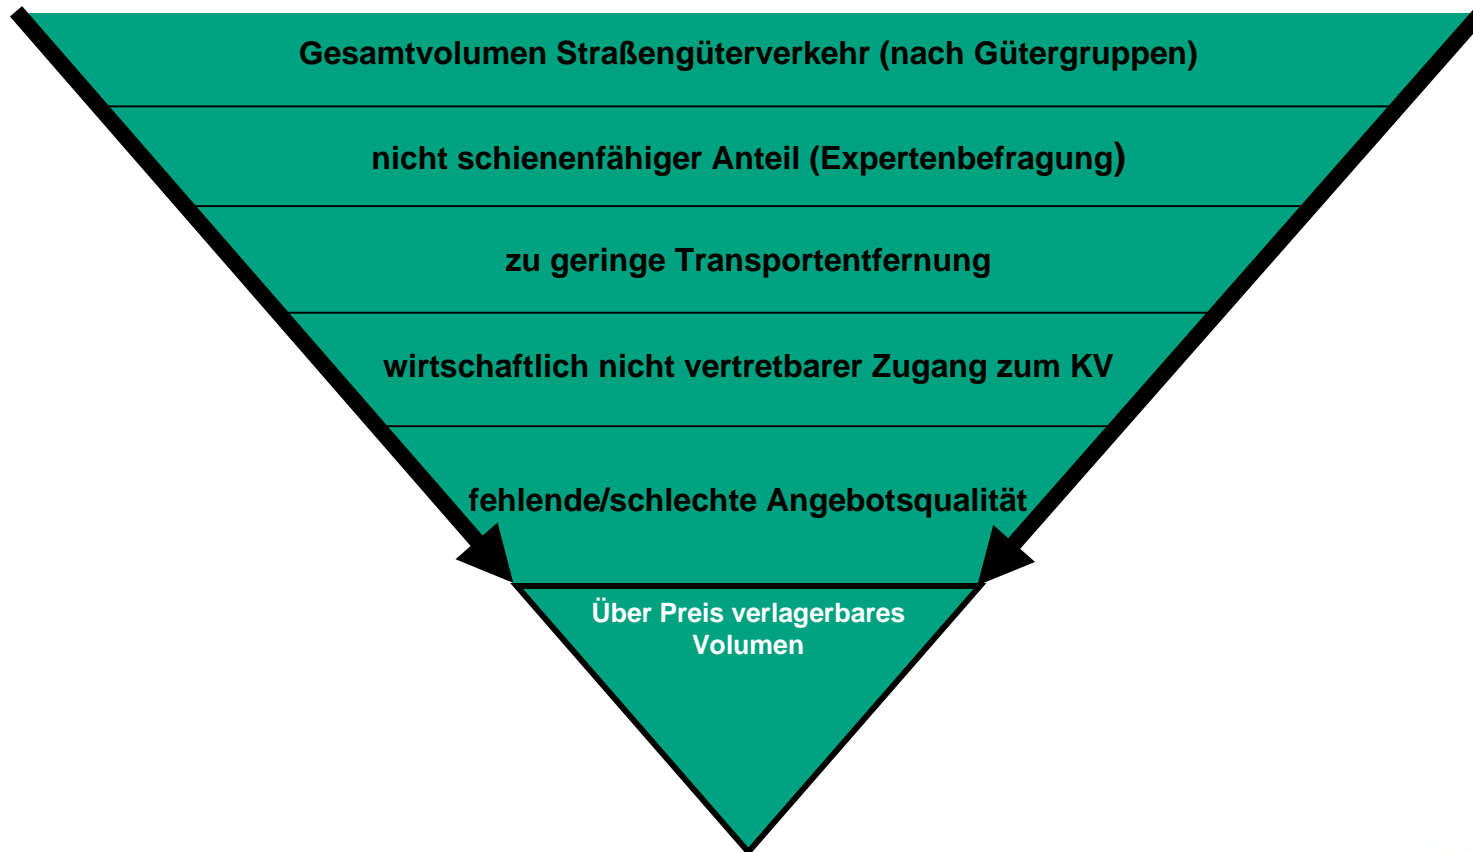 Gesamtvolumen Straßengüterverkehr (nach Gütergruppen)
nicht schienenfähiger Anteil (Expertenbefragung)
zu geringe Transportentfernung
wirtschaftlich nicht vertretbarer Zugang zum KV
fehlende/schlechte Angebotsqualität
Über Preis verlagerbares
Volumen